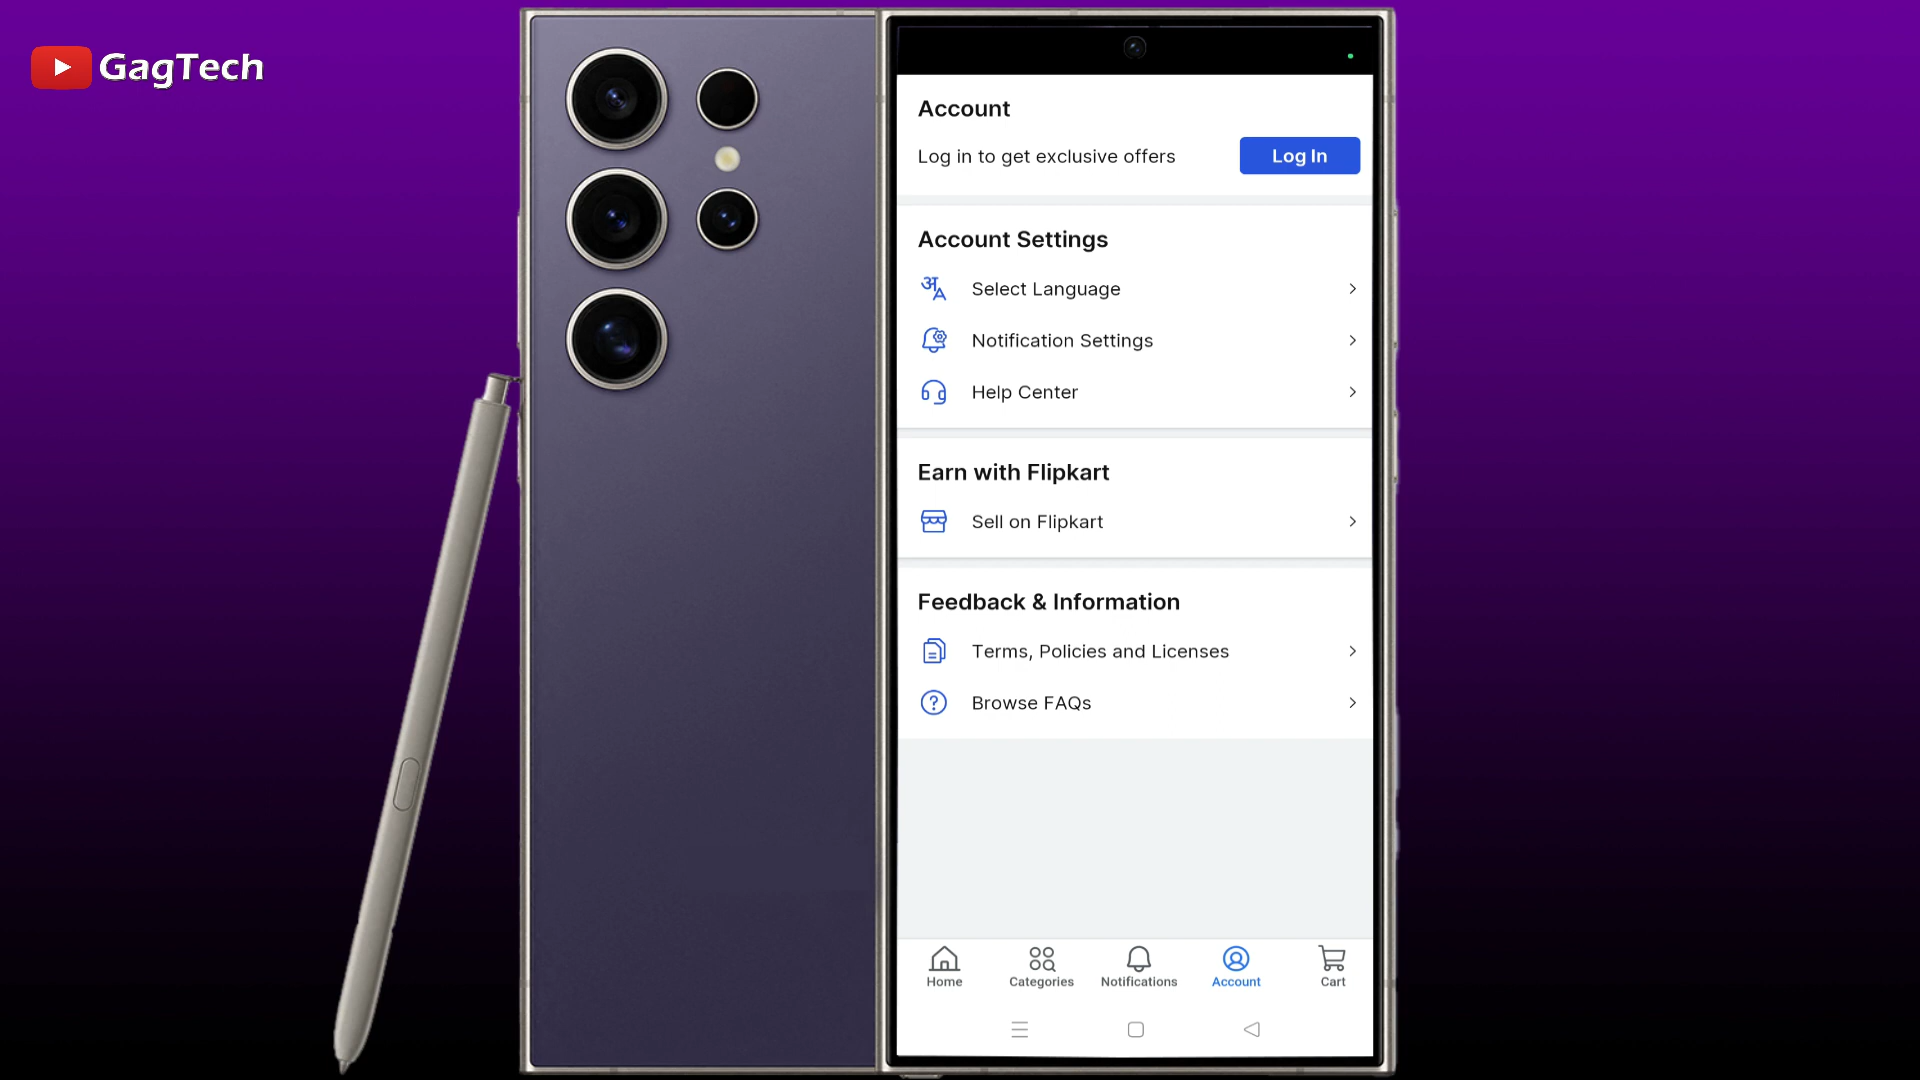 GagTech
Account
Log in to get exclusive offers
Log In
Account Settings
Select Language
Notification Settings
Help Center
Earn with Flipkart
Sell on Flipkart
Feedback & Information
Terms, Policies and Licenses
Browse FAQs
Home
Categories
Notifications
Account
Cart